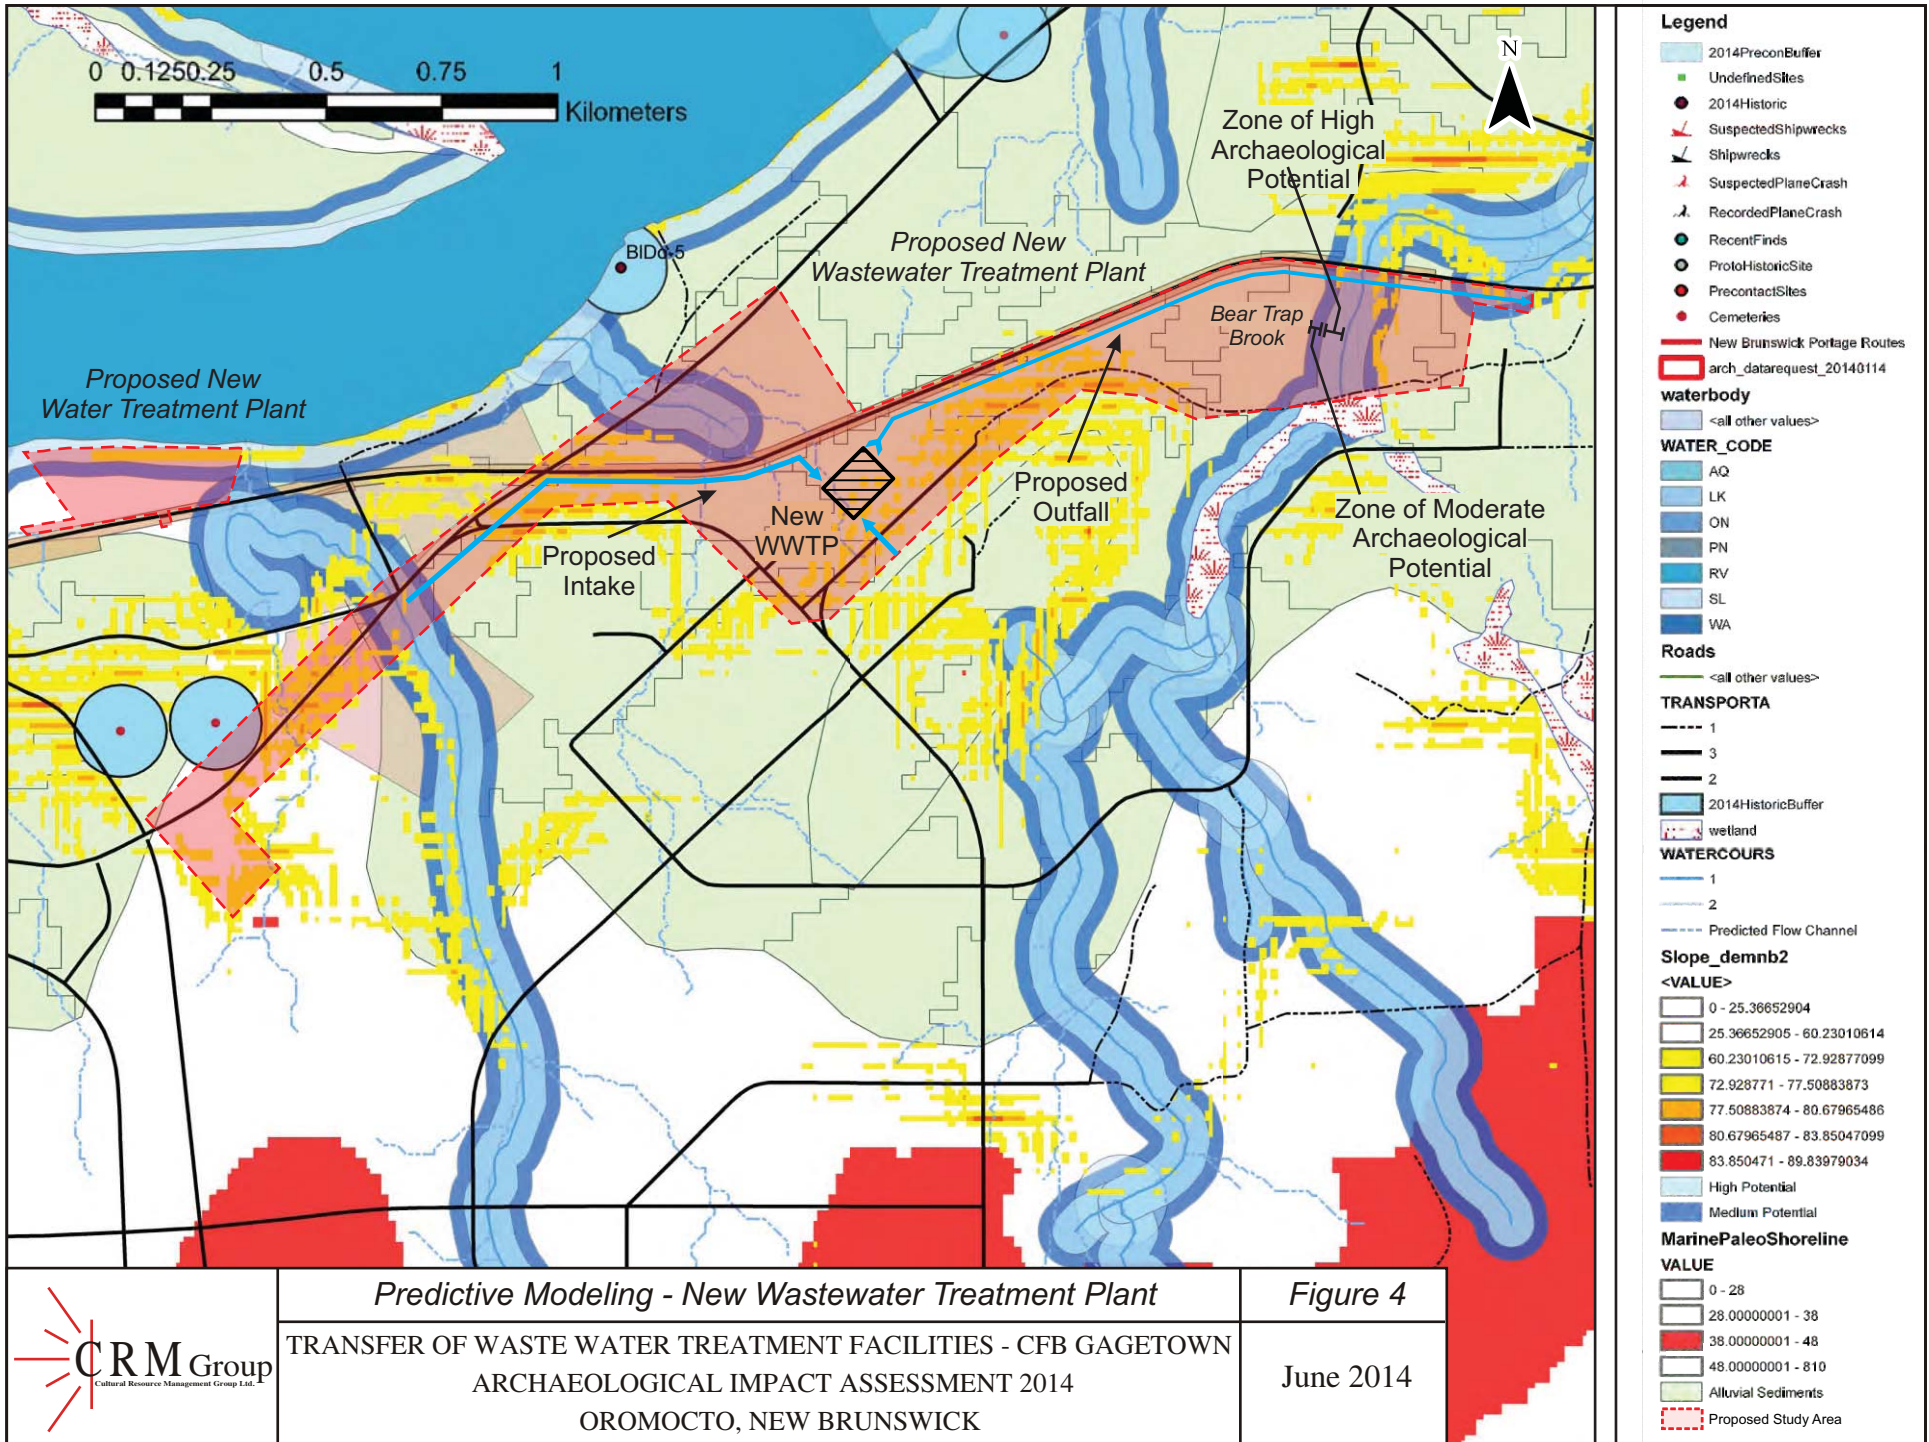 0 0.1250.25 0.5 0.75 1
Kilometers
N
Zone of High
Archaeological
Potential
BlDo-5
Proposed New
Wastewater Treatment Plant
Bear Trap
Brook
Proposed New
Water Treatment Plant
Proposed
Outfall
New
WWTP
Proposed
Intake
Zone of Moderate
Archaeological
Potential
Legend
2014PreconBuffer
UndefinedSites
2014Historic
SuspectedShipwrecks
Shipwrecks
SuspectedPlaneCrash
RecordedPlaneCrash
RecentFinds
ProtoHistoricSite
PrecontactSites
Cemeteries
New Brunswick Portage Routes
arch_datarequest_20140114
waterbody
<all other values>
WATER_CODE
AQ
LK
ON
PN
RV
SL
WA
Roads
<all other values>
TRANSPORTA
1
3
2
2014HistoricBuffer
wetland
WATERCOURS
1
2
Predicted Flow Channel
Slope_demnb2
<VALUE>
0 - 25.36652904
25.36652905 - 60.23010614
60.23010615 - 72.92877099
72.928771 - 77.50883873
77.50883874 - 80.67965486
80.67965487 - 83.85047099
83.850471 - 89.83979034
High Potential
Medium Potential
MarinePaleoShoreline
VALUE
0 - 28
28.00000001 - 38
38.00000001 - 48
48.00000001 - 810
Alluvial Sediments
Proposed Study Area
CRM Group
Cultural Resource Management Group Ltd.
Predictive Modeling - New Wastewater Treatment Plant
Figure 4
TRANSFER OF WASTE WATER TREATMENT FACILITIES - CFB GAGETOWN
ARCHAEOLOGICAL IMPACT ASSESSMENT 2014
OROMOCTO, NEW BRUNSWICK
June 2014